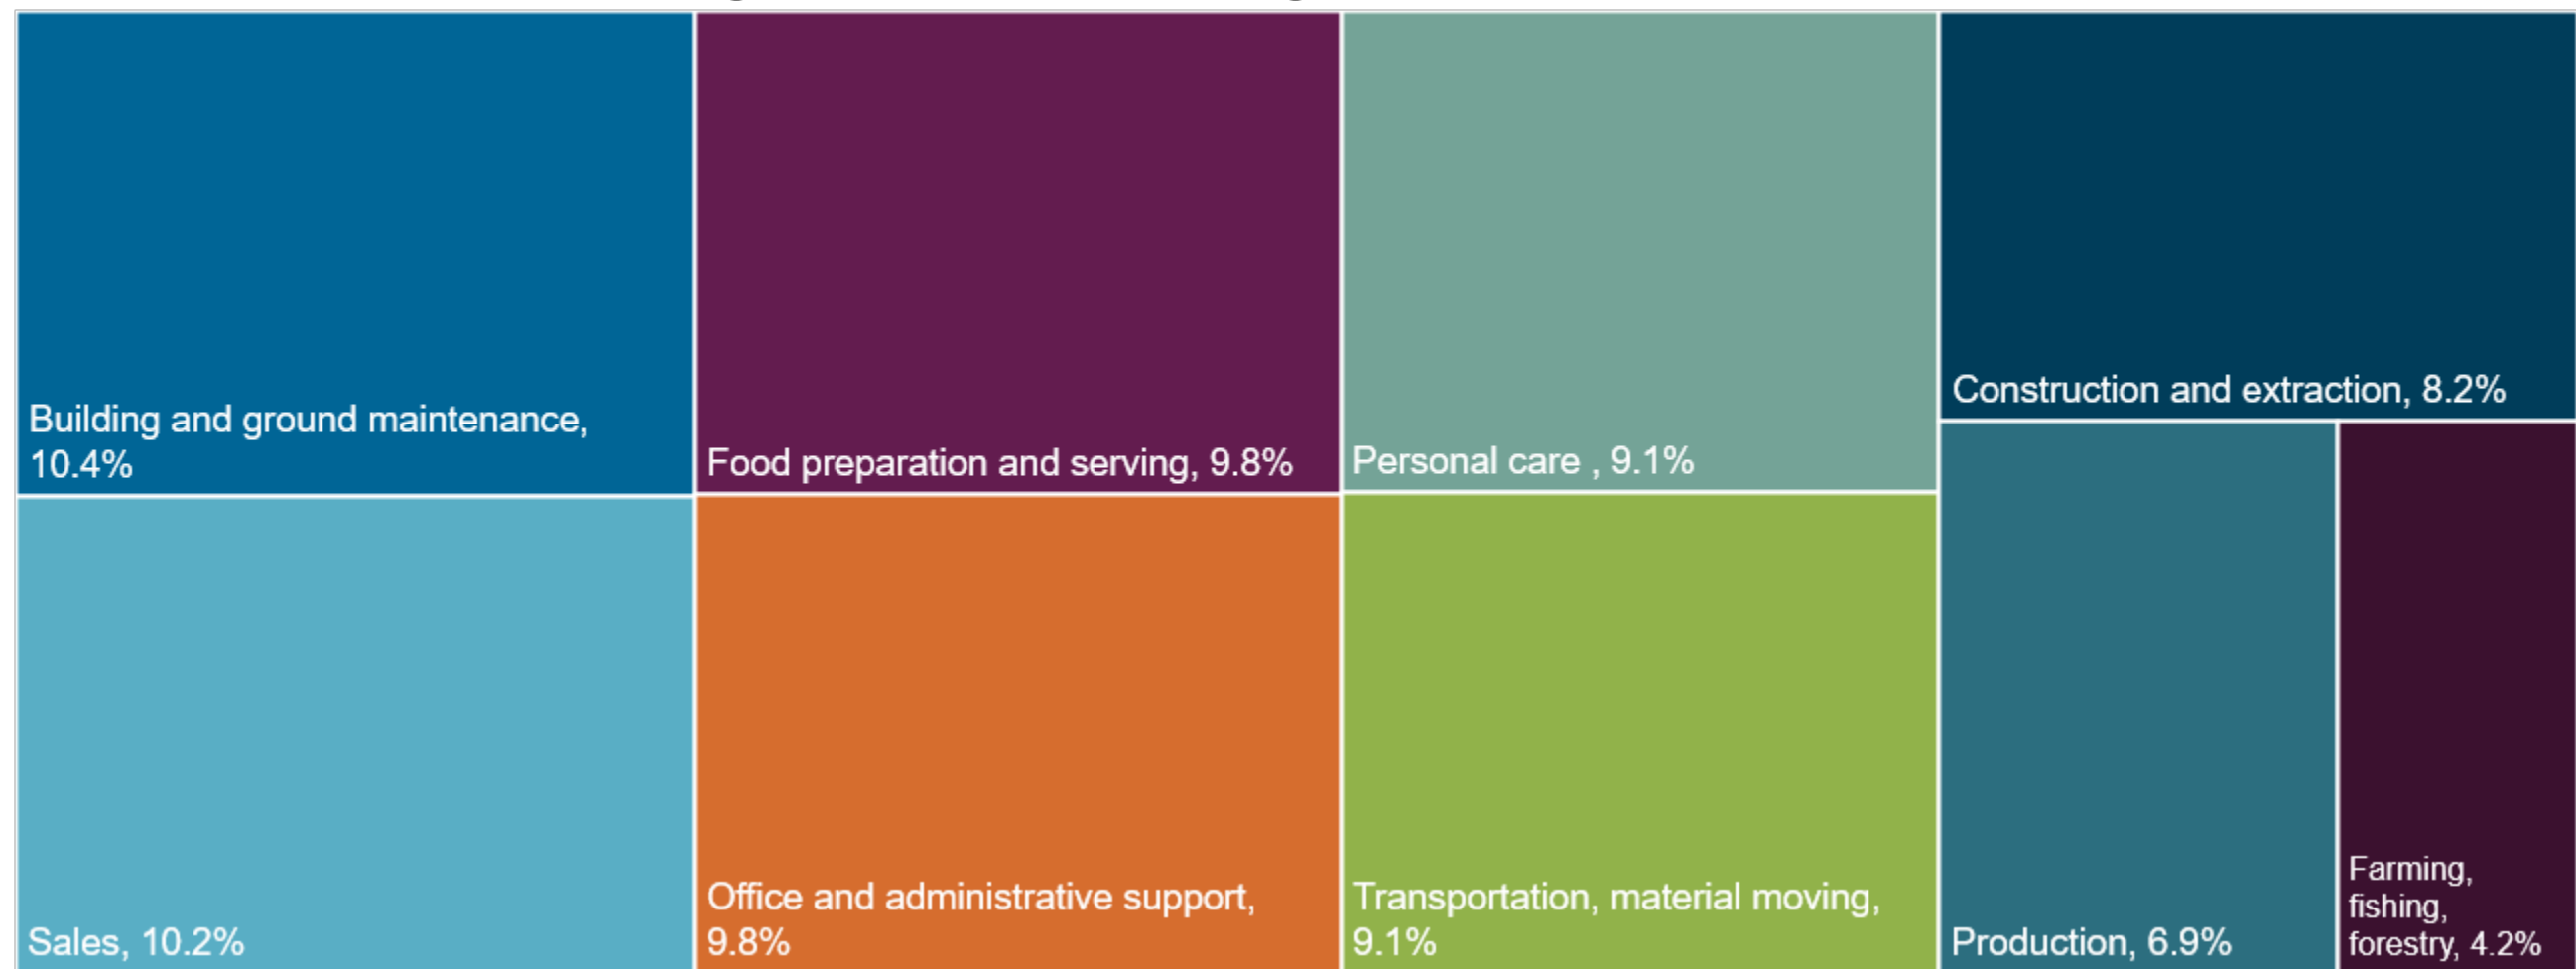 Building and ground maintenance,
10.4%
Food preparation and serving, 9.8%
Personal care , 9.1%
Construction and extraction, 8.2%
Sales, 10.2%
Office and administrative support,
9.8%
Transportation, material moving,
9.1%
Production, 6.9%
Farming,
fishing,
forestry, 4.2%